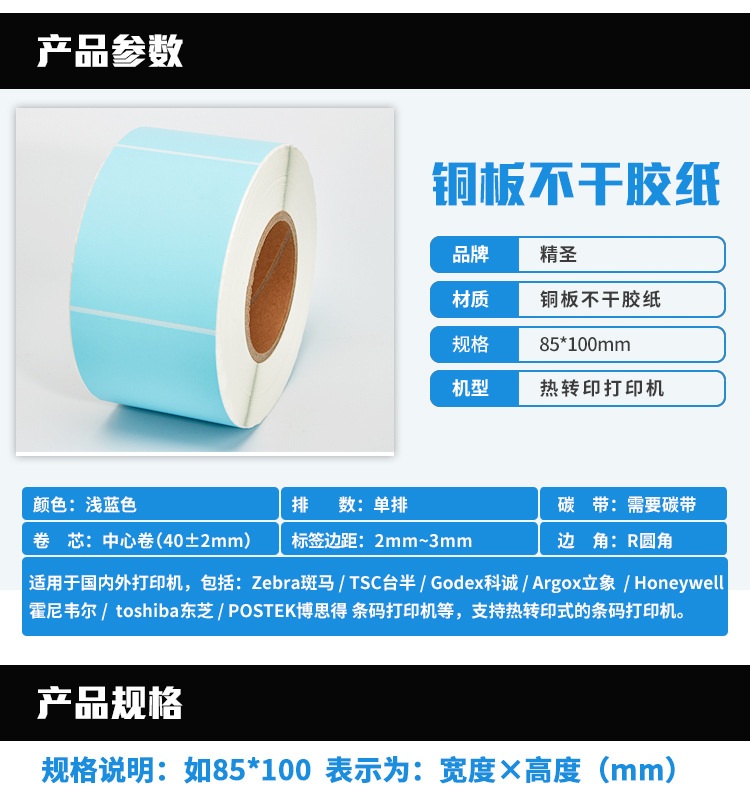 产品参数
铜板不干胶纸
品牌 精圣
材质 铜板不干胶纸
规格 85*100mm
机型 热转印打印机
颜色：浅蓝色 排 数：单排 碳 带：需要碳带
卷 芯：中心卷（40±2mm） 标签边距：2mm~3mm 边 角：R圆角
适用于国内外打印机，包括：Zebra斑马 / TSC台半 / Godex科诚 / Argox立象 / Honeywell
霍尼韦尔 / toshiba东芝 / POSTEK博思得 条码打印机等，支持热转印式的条码打印机。
产品规格
规格说明：如85*100 表示为：宽度×高度（mm）